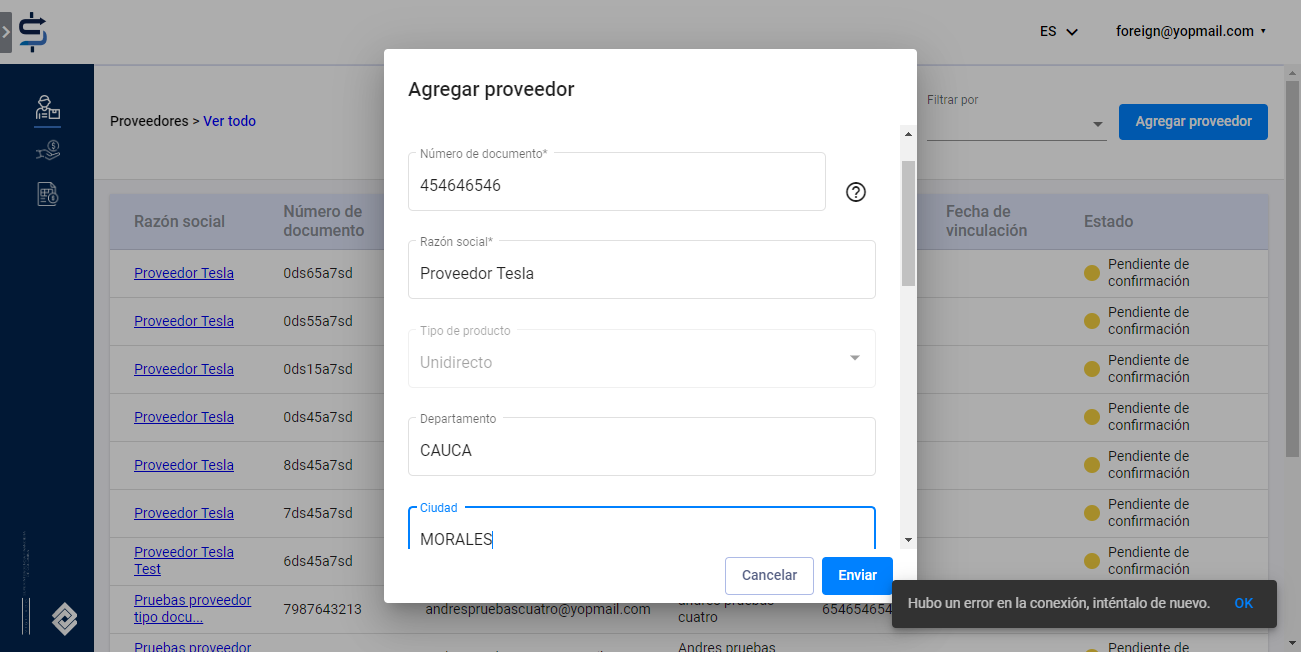 ES
foreign@yopmail.com
Agregar proveedor
Proveedores > Ver todo
Filtrar por
Agregar proveedor
Número de documento*
454646546
Razón social*
Proveedor Tesla
Tipo de producto
Unidirecto
Departamento
CAUCA
Ciudad
MORALES
Cancelar
Enviar
Razón social
Número de
documento
Fecha de
vinculación
Estado
Proveedor Tesla
0ds65a7sd
Pendiente de
confirmación
Proveedor Tesla
0ds55a7sd
Pendiente de
confirmación
Proveedor Tesla
0ds15a7sd
Pendiente de
confirmación
Proveedor Tesla
0ds45a7sd
Pendiente de
confirmación
Proveedor Tesla
8ds45a7sd
Pendiente de
confirmación
Proveedor Tesla
7ds45a7sd
Pendiente de
confirmación
Proveedor Tesla
Test
6ds45a7sd
Pendiente de
confirmación
Pruebas proveedor
tipo docu...
7987643213
andrespruebascuatro@yopmail.com
andres pruebas
cuatro
654654654
Hubo un error en la conexión, inténtalo de nuevo.
OK
Pruebas proveedor
Andres pruebas
Pendiente de